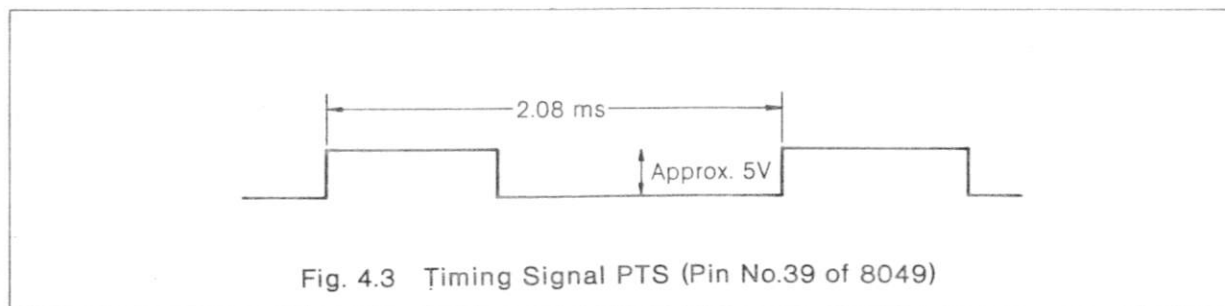 2.08 ms
Approx. 5V
Fig. 4.3 Timing Signal PTS (Pin No.39 of 8049)